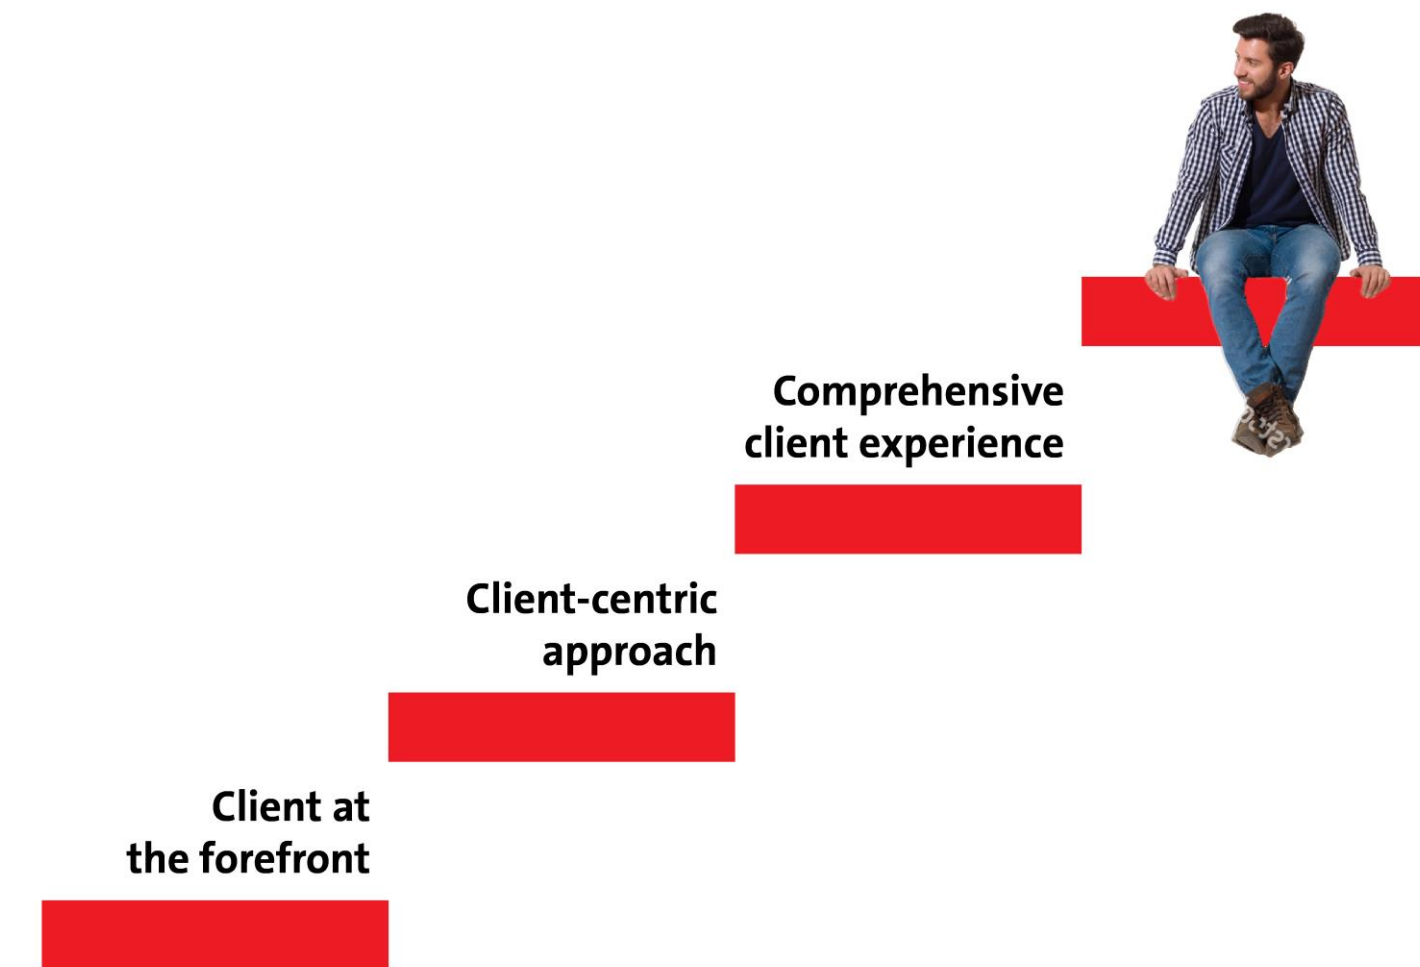 Comprehensive
client experience
Client-centric
approach
Client at
the forefront